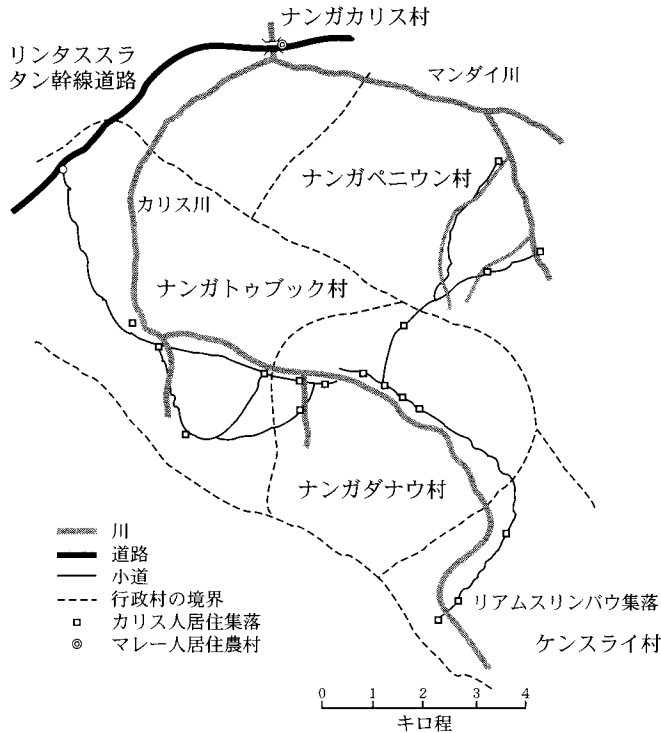 ナンガカリス村
リンタススラ
タン幹線道路
マンダイ川
ナンガペニウン村
カリス川
ナンガトゥブック村
ナンガダナウ村
川
道路
小道
行政村の境界
カリス人居住集落
マレー人居住農村
リアムスリンバウ集落
ケンスライ村
0 1 2 3 4
キロ程